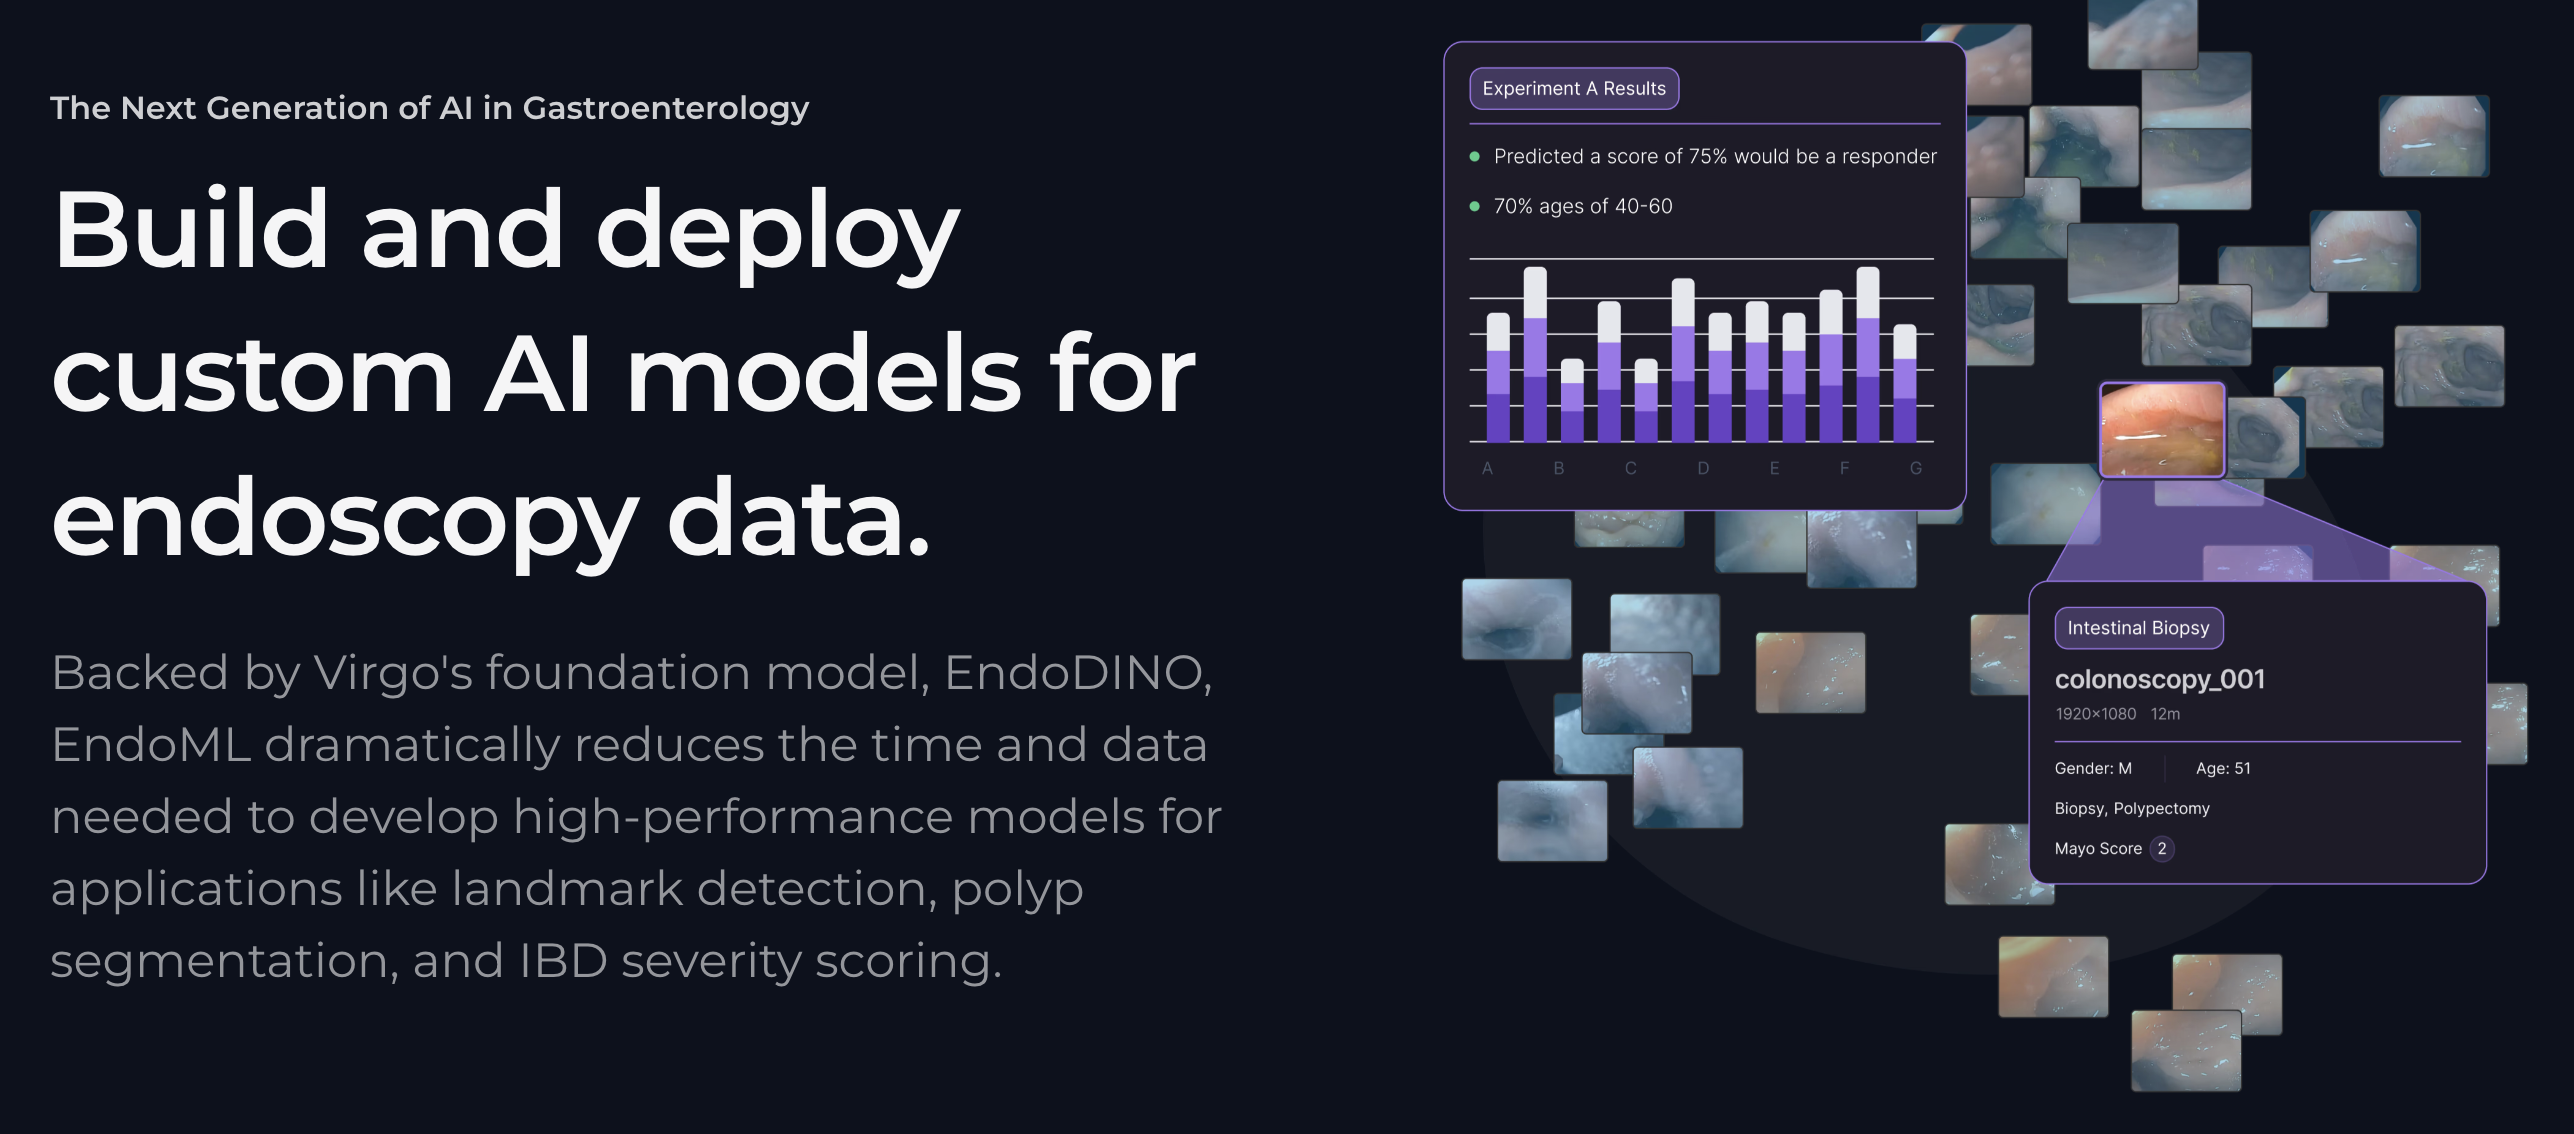 The Next Generation of AI in Gastroenterology
Build and deploy
custom AI models for
endoscopy data.
Backed by Virgo's foundation model, EndoDINO,
EndoML dramatically reduces the time and data
needed to develop high-performance models for
applications like landmark detection, polyp
segmentation, and IBD severity scoring.
Experiment A Results
Predicted a score of 75% would be a responder
70% ages of 40-60
A B C D E F G
Intestinal Biopsy
colonoscopy_001
1920×1080 12m
Gender: M Age: 51
Biopsy, Polypectomy
Mayo Score 2